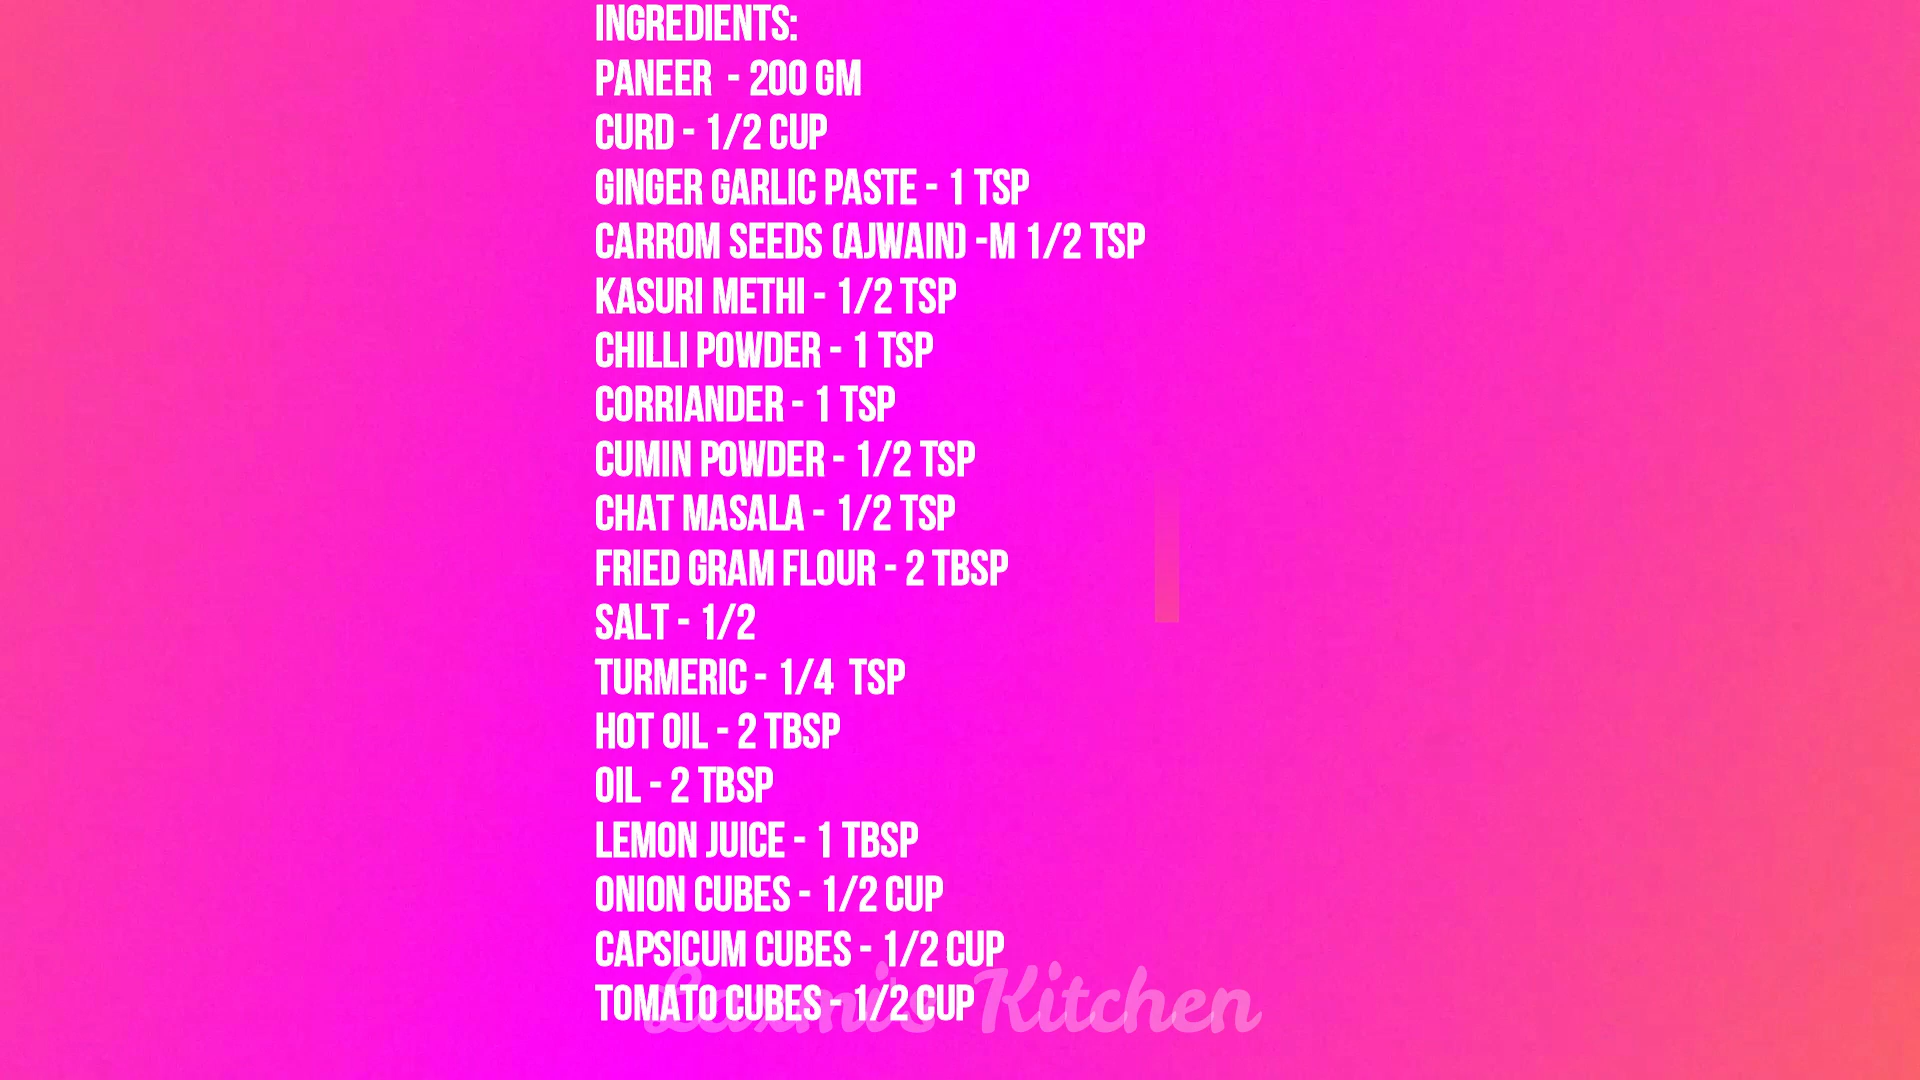 INGREDIENTS:
PANEER - 200 GM
CURD - 1/2 CUP
GINGER GARLIC PASTE - 1 TSP
CARROM SEEDS (AJWAIN) -M 1/2 TSP
KASURI METHI - 1/2 TSP
CHILLI POWDER - 1 TSP
CORRIANDER - 1 TSP
CUMIN POWDER - 1/2 TSP
CHAT MASALA - 1/2 TSP
FRIED GRAM FLOUR - 2 TBSP
SALT - 1/2
TURMERIC - 1/4 TSP
HOT OIL - 2 TBSP
OIL - 2 TBSP
LEMON JUICE - 1 TBSP
ONION CUBES - 1/2 CUP
CAPSICUM CUBES - 1/2 CUP
TOMATO CUBES - 1/2 CUP
Laxmi's Kitchen